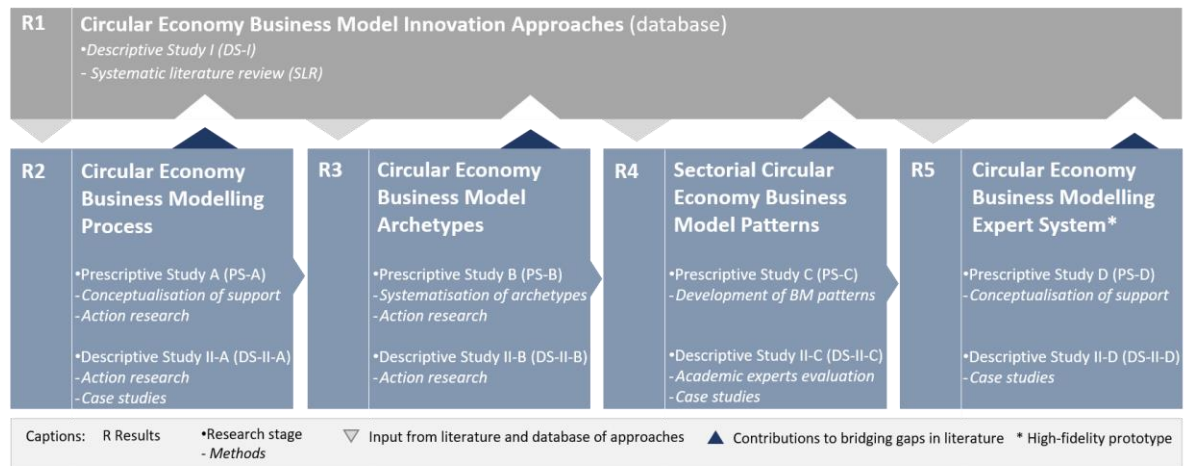 R1 Circular Economy Business Model Innovation Approaches (database)
•Descriptive Study I (DS-I)
- Systematic literature review (SLR)
R2 Circular Economy
Business Modelling
Process
•Prescriptive Study A (PS-A)
-Conceptualisation of support
-Action research
•Descriptive Study II-A (DS-II-A)
-Action research
-Case studies
R3 Circular Economy
Business Model
Archetypes
•Prescriptive Study B (PS-B)
-Systematisation of archetypes
-Action research
•Descriptive Study II-B (DS-II-B)
-Action research
R4 Sectorial Circular
Economy Business
Model Patterns
•Prescriptive Study C (PS-C)
-Development of BM patterns
•Descriptive Study II-C (DS-II-C)
-Academic experts evaluation
-Case studies
R5 Circular Economy
Business Modelling
Expert System*
•Prescriptive Study D (PS-D)
-Conceptualisation of support
•Descriptive Study II-D (DS-II-D)
-Case studies
Captions: R Results •Research stage Input from literature and database of approaches Contributions to bridging gaps in literature * High-fidelity prototype
- Methods